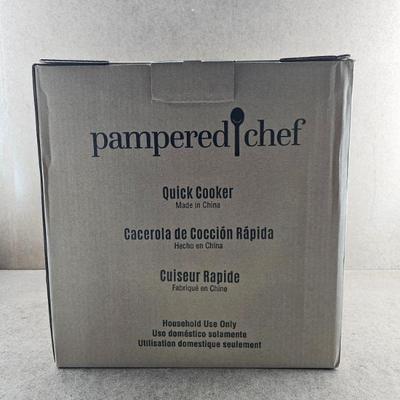 pampered chef
Quick Cooker
Made in China
Cacerola de Cocción Rápida
Hecho en China
Cuiseur Rapide
Fabriqué en Chine
Household Use Only
Uso doméstico solamente
Utilisation domestique seulement